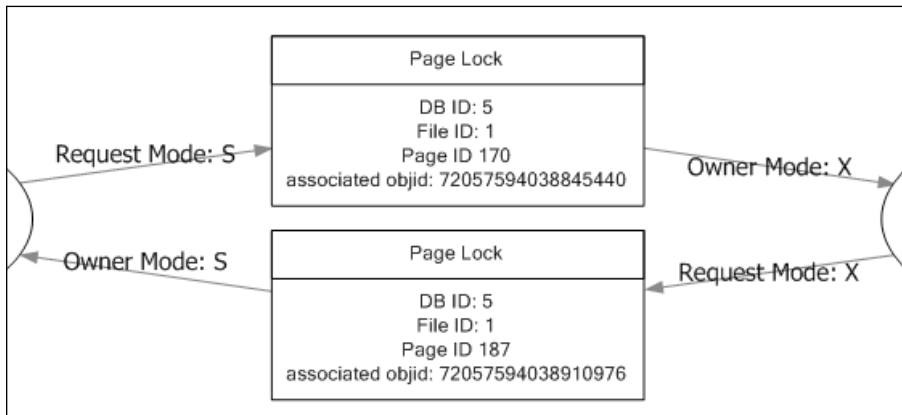 Page Lock
DB ID: 5
File ID: 1
Page ID 170
associated objid: 72057594038845440
Request Mode: S
Owner Mode: X
Page Lock
DB ID: 5
File ID: 1
Page ID 187
associated objid: 72057594038910976
Owner Mode: S
Request Mode: X